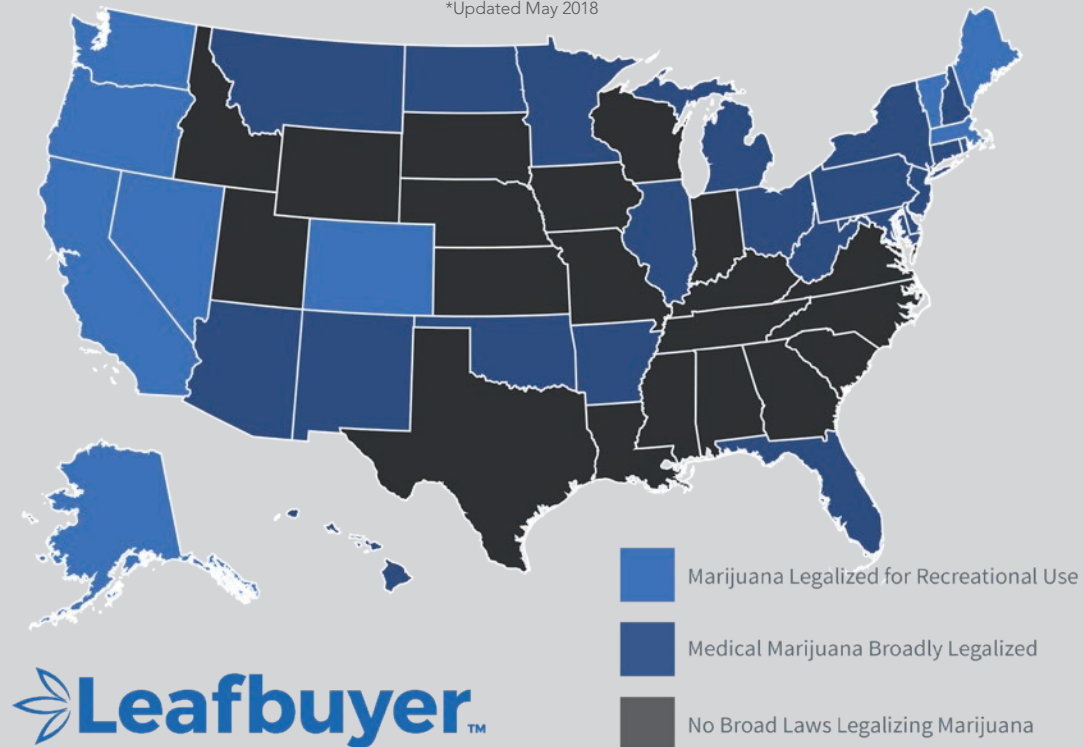 *Updated May 2018
Marijuana Legalized for Recreational Use
Medical Marijuana Broadly Legalized
No Broad Laws Legalizing Marijuana
Leafbuyer™